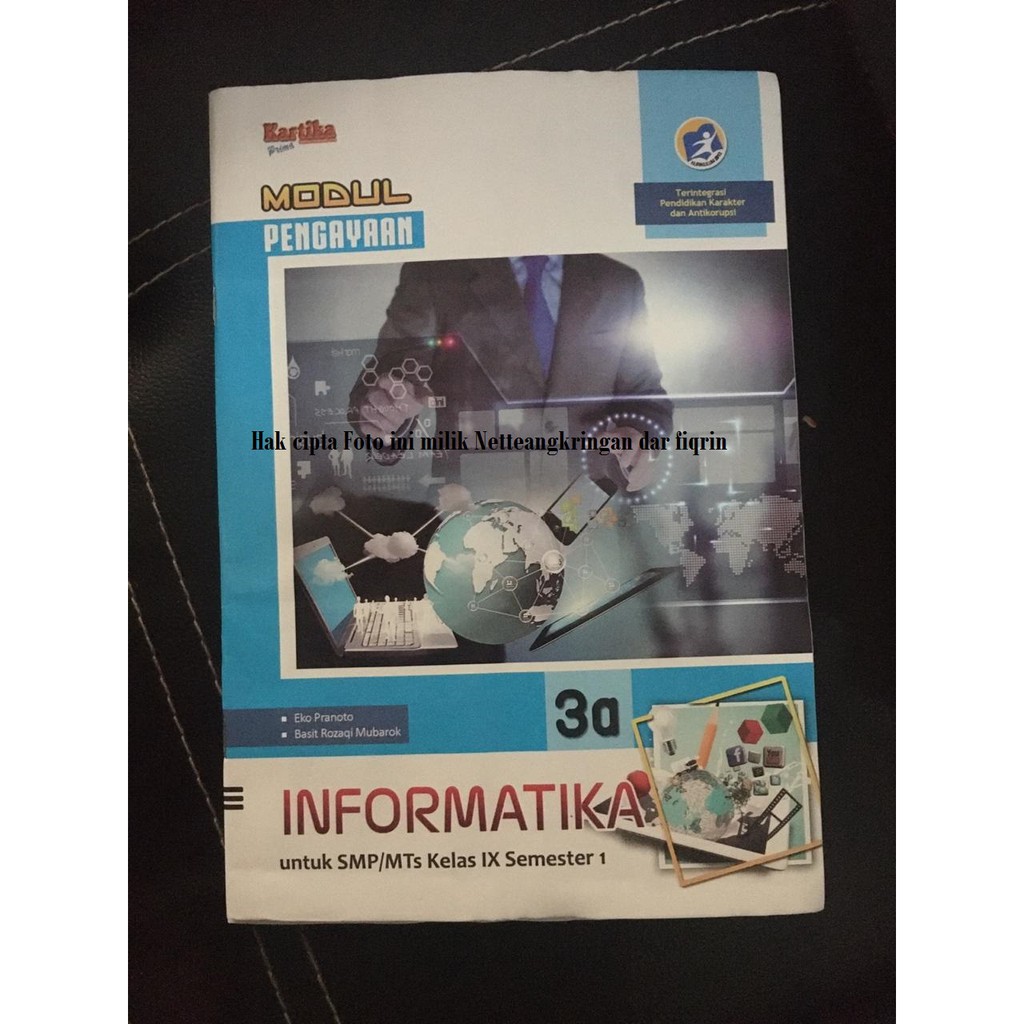 Kartika
Prima
MODUL
PENGAYAAN
Terintegrasi
Pendidikan Karakter
dan Antikorupsi
Hak cipta Foto ini milik Netteangkringan dar fiqrin
3a
▪ Eko Pranoto
▪ Basit Rozaqi Mubarok
INFORMATIKA
untuk SMP/MTs Kelas IX Semester 1